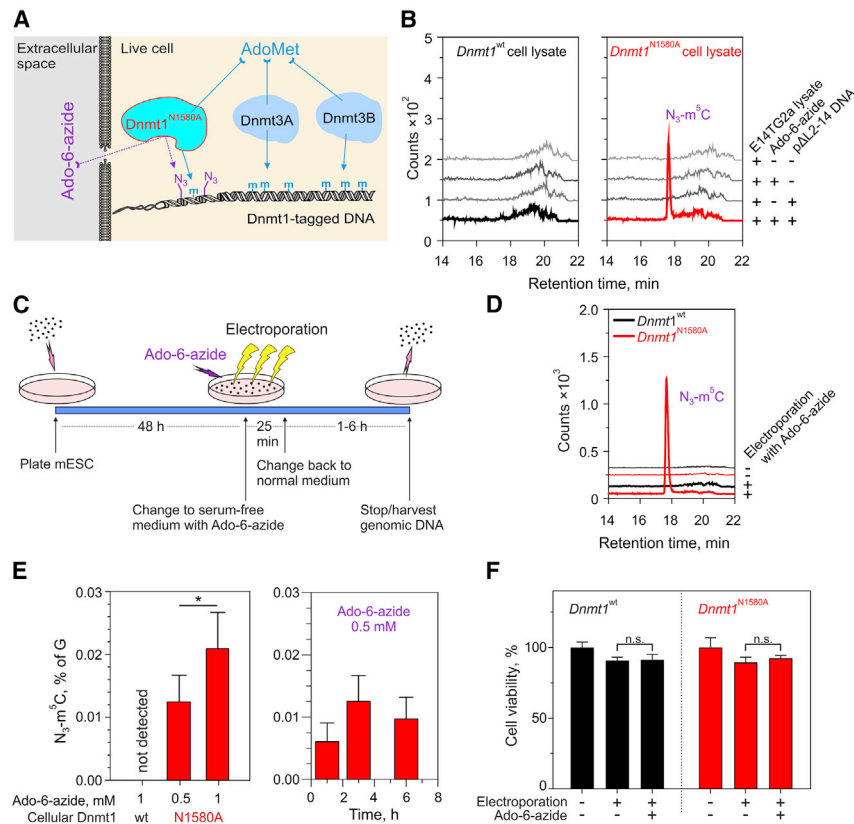 A
Extracellular
space
Live cell
AdoMet
Dnmt1 N1580A
Dnmt3A
Dnmt3B
Ado-6-azide
N3
N3
m
m m m
m m m
Dnmt1-tagged DNA
B
Dnmt1wt cell lysate
Dnmt1N1580A cell lysate
Counts ×10²
5
4
3
2
1
0
N3-m5C
14 16 18 20 22
14 16 18 20 22
Retention time, min
Retention time, min
E14TG2a lysate
Ado-6-azide
pΔL2-14 DNA
+ - -
+ + -
+ - +
+ + +
C
Electroporation
Ado-6-azide
48 h
25
min
1-6 h
Plate mESC
Change back to
normal medium
Change to serum-free
medium with Ado-6-azide
Stop/harvest
genomic DNA
D
Counts ×10³
2.0
1.5
1.0
0.5
0
Dnmt1wt
Dnmt1N1580A
N3-m5C
14 16 18 20 22
Retention time, min
Electroporation
with Ado-6-azide
-
-
+
+
E
N3-m5C, % of G
0.03
0.02
0.01
0.00
not detected
*
Ado-6-azide, mM 1 0.5 1
Cellular Dnmt1 wt N1580A
0.03
0.02
0.01
0.00
Ado-6-azide
0.5 mM
0 2 4 6 8
Time, h
F
Cell viability, %
100
50
0
Dnmt1wt
Dnmt1N1580A
n.s.
n.s.
Electroporation - + + - + +
Ado-6-azide - - + - - +